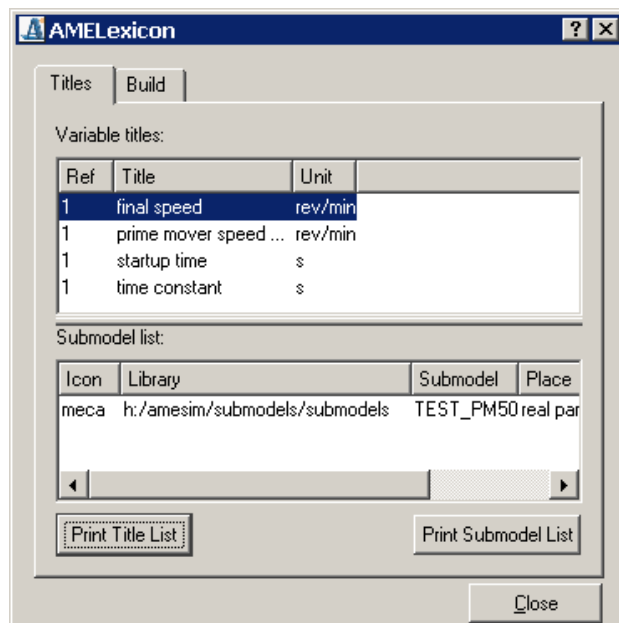 AMELexicon
Titles Build
Variable titles:
Ref Title Unit
1 final speed rev/min
1 prime mover speed ... rev/min
1 startup time s
1 time constant s
Submodel list:
Icon Library Submodel Place
meca h:/amesim/submodels/submodels TEST_PM50 real par
Print Title List Print Submodel List
Close